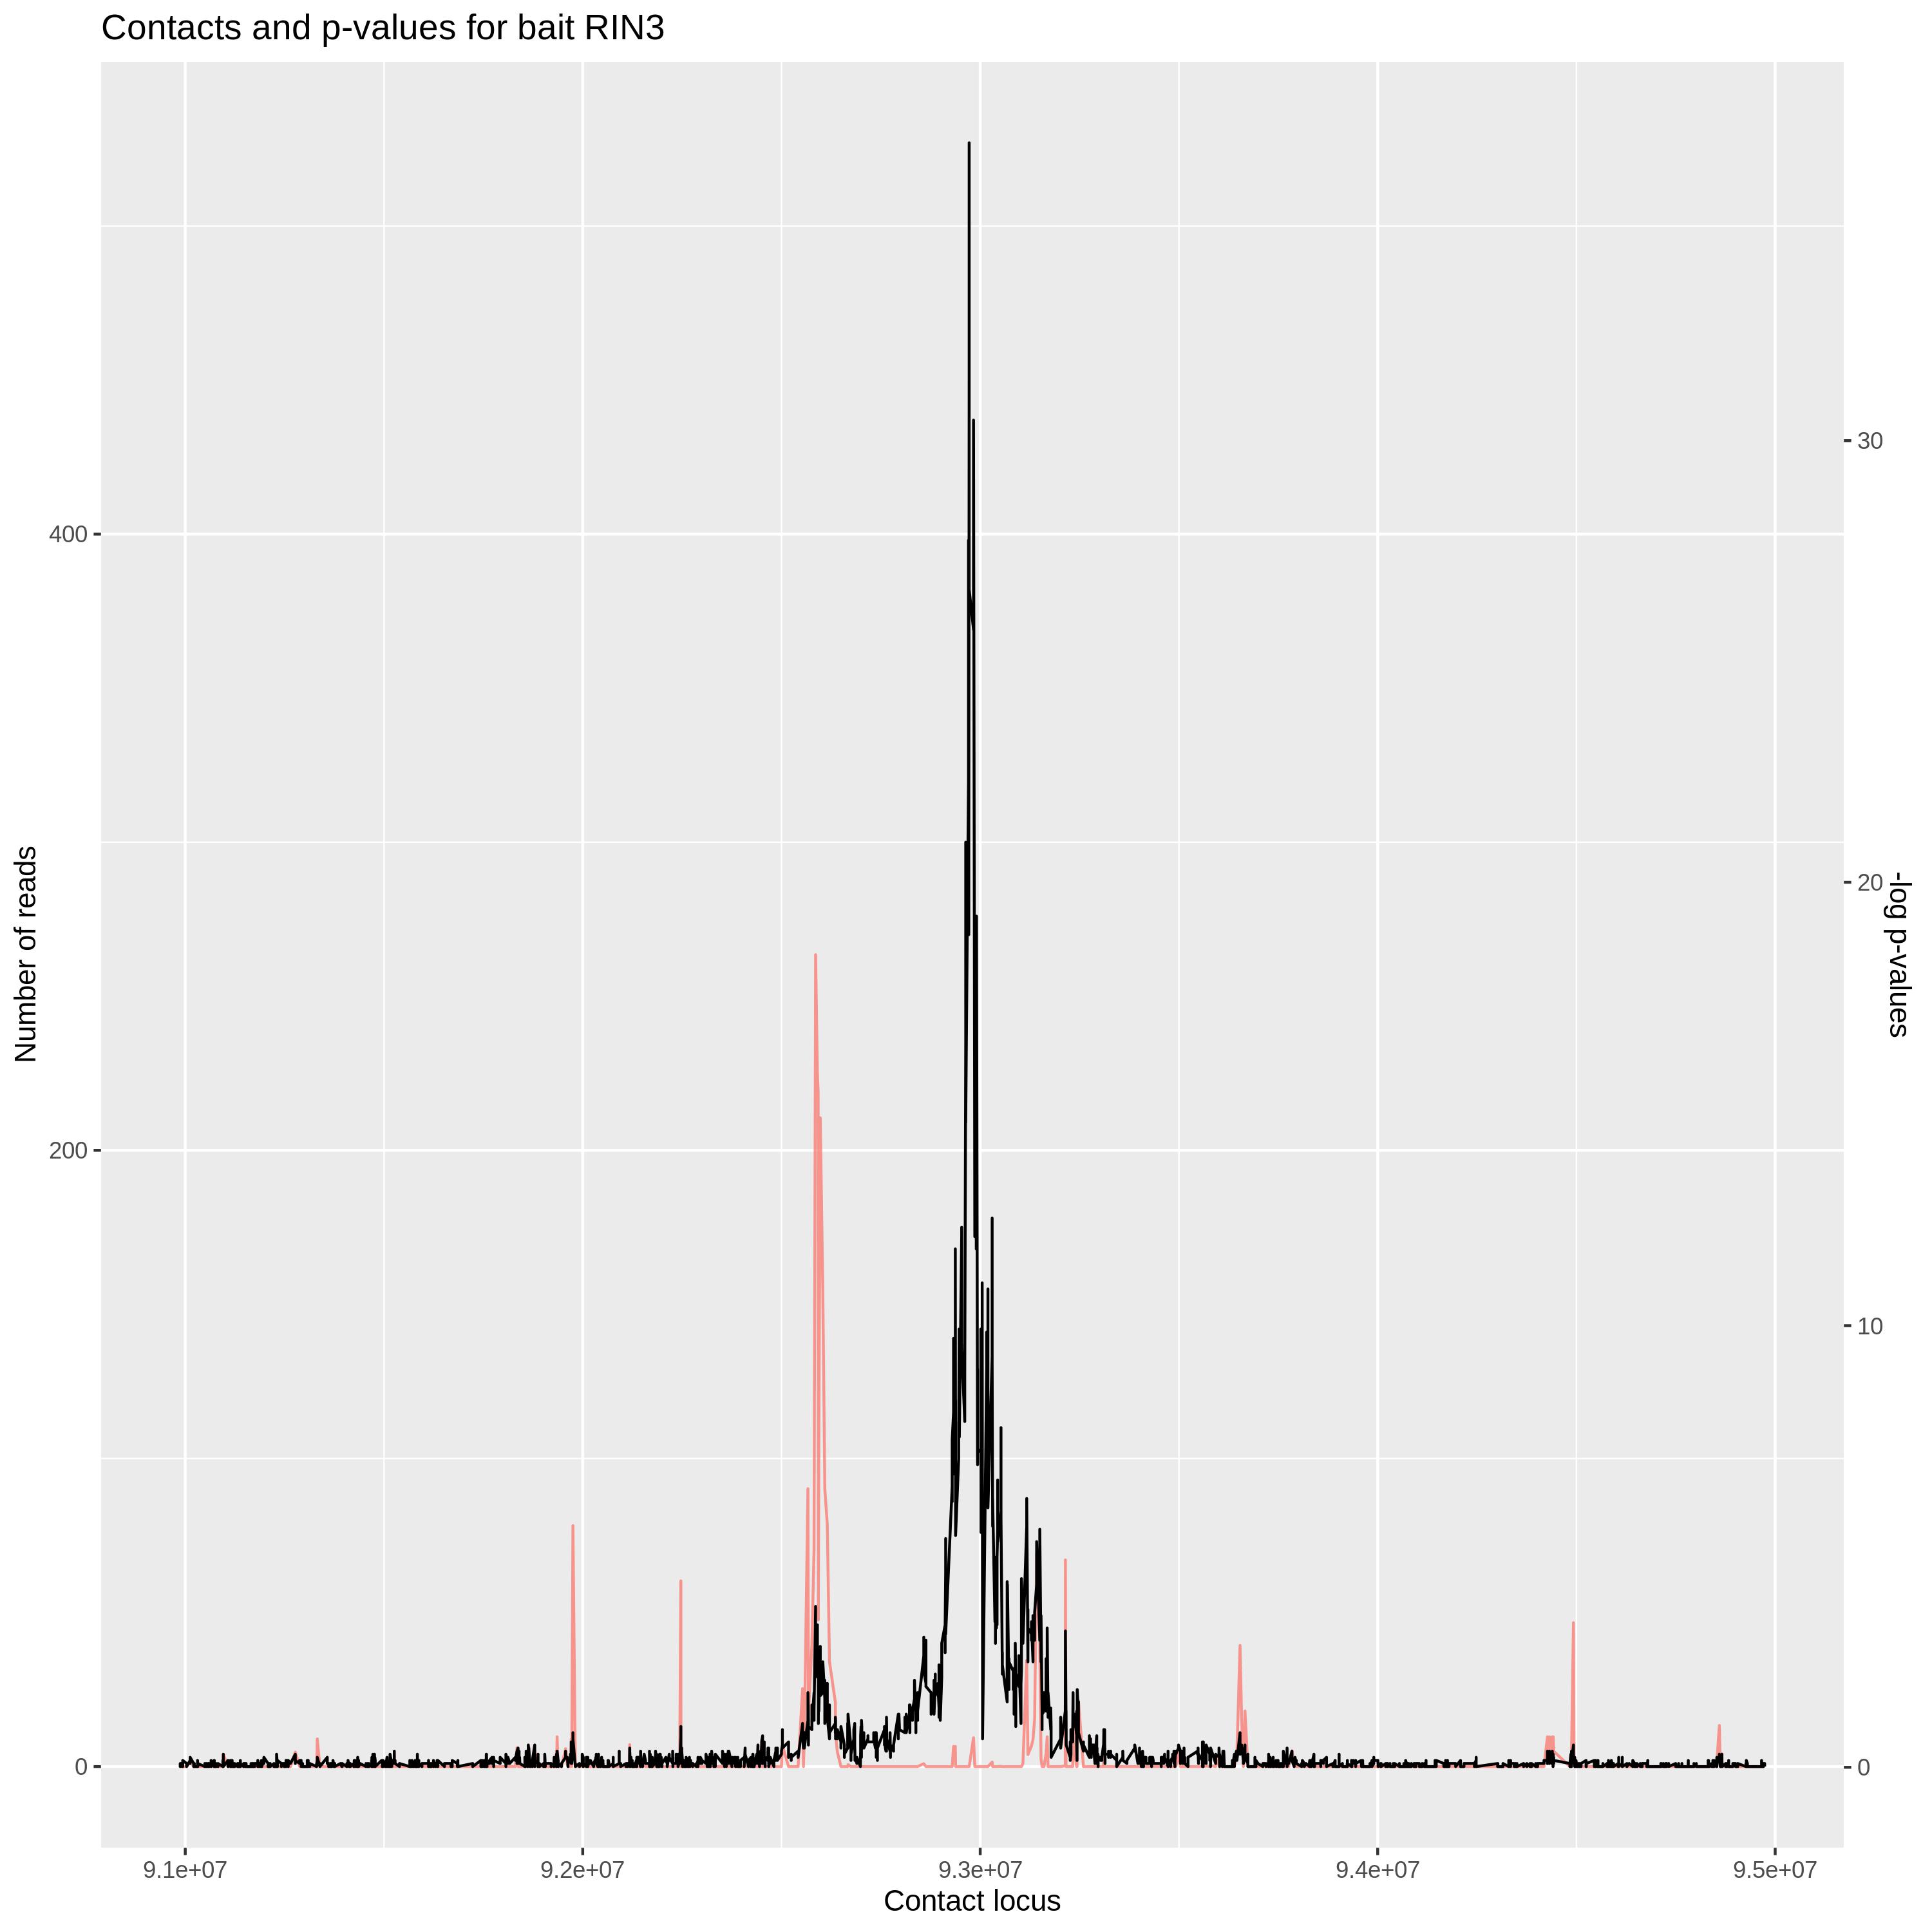 Contacts and p-values for bait RIN3
Number of reads
400
200
0
30
20
10
0
-log p-values
9.1e+07 9.2e+07 9.3e+07 9.4e+07 9.5e+07
Contact locus